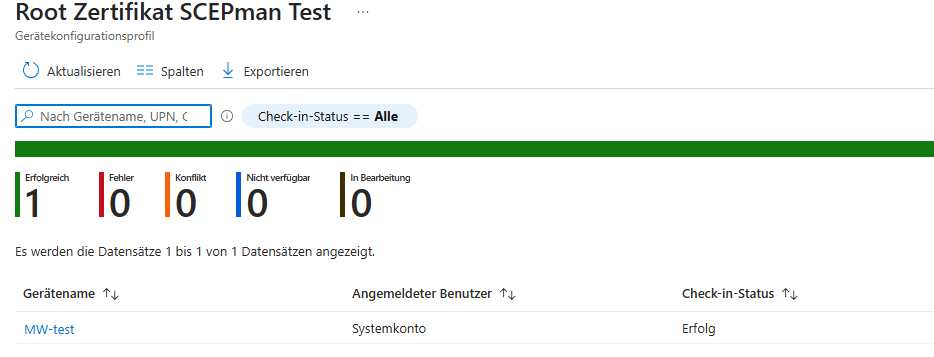 Root Zertifikat SCEPman Test ...
Gerätekonfigurationsprofil
Aktualisieren Spalten Exportieren
Nach Gerätename, UPN, C Check-in-Status == Alle
Erfolgreich Fehler Konflikt Nicht verfügbar In Bearbeitung
1 0 0 0 0
Es werden die Datensätze 1 bis 1 von 1 Datensätzen angezeigt.
Gerätename ↑↓ Angemeldeter Benutzer ↑↓ Check-in-Status ↑↓
MW-test Systemkonto Erfolg